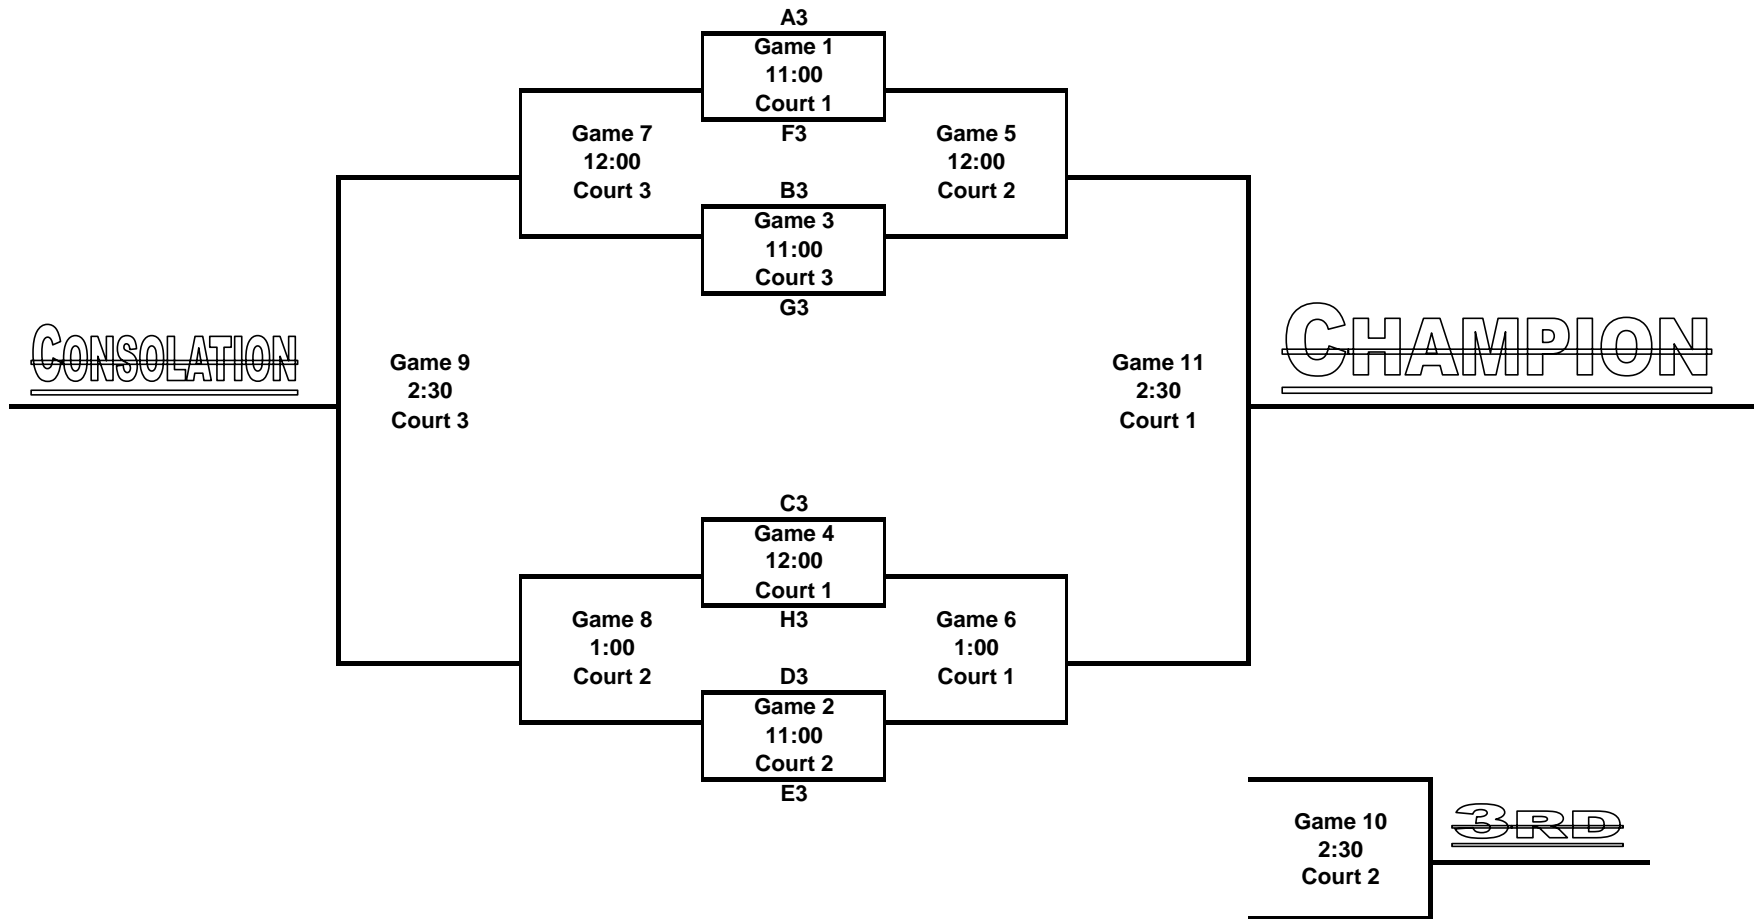 A3
Game 1
11:00
Court 1
F3
Game 7
12:00
Court 3
Game 5
12:00
Court 2
B3
Game 3
11:00
Court 3
G3
CONSOLATION
Game 9
2:30
Court 3
Game 11
2:30
Court 1
CHAMPION
C3
Game 4
12:00
Court 1
H3
Game 8
1:00
Court 2
Game 6
1:00
Court 1
D3
Game 2
11:00
Court 2
E3
Game 10
2:30
Court 2
3RD